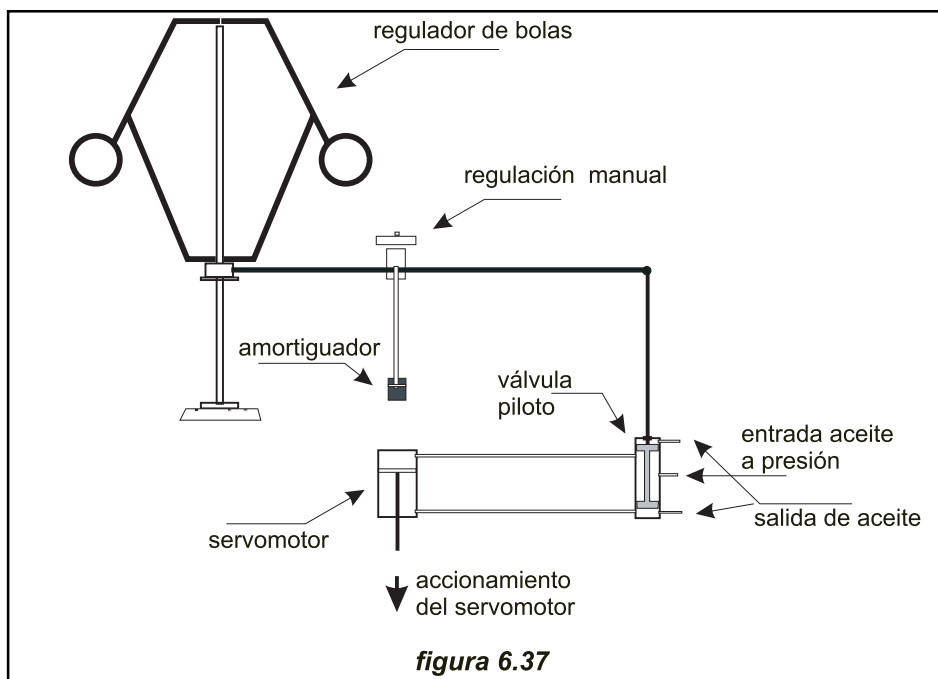 regulador de bolas
regulación manual
amortiguador
válvula
piloto
entrada aceite
a presión
salida de aceite
servomotor
accionamiento
del servomotor
figura 6.37